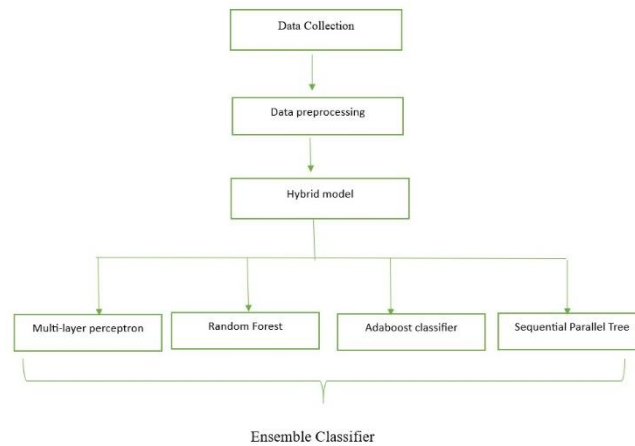 Data Collection
Data preprocessing
Hybrid model
Multi-layer perceptron
Random Forest
Adaboost classifier
Sequential Parallel Tree
Ensemble Classifier